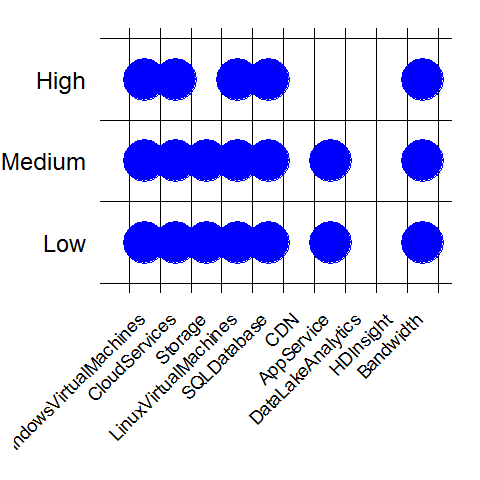 High
Medium
Low
ndowsVirtualMachines
CloudServices
Storage
LinuxVirtualMachines
SQLDatabase
CDN
AppService
DataLakeAnalytics
HDInsight
Bandwidth